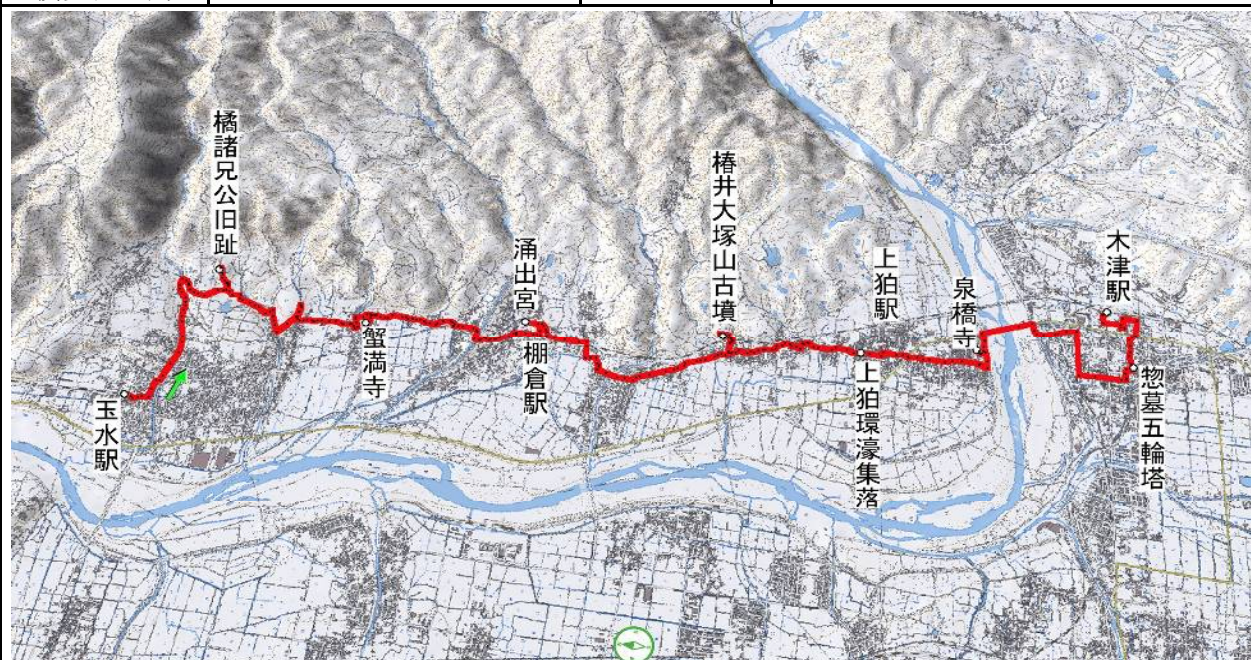 橘諸兄公旧趾
玉水駅
蟹満寺
涌出宮
棚倉駅
椿井大塚山古墳
上狛駅
上狛環濠集落
泉橋寺
木津駅
惣墓五輪塔